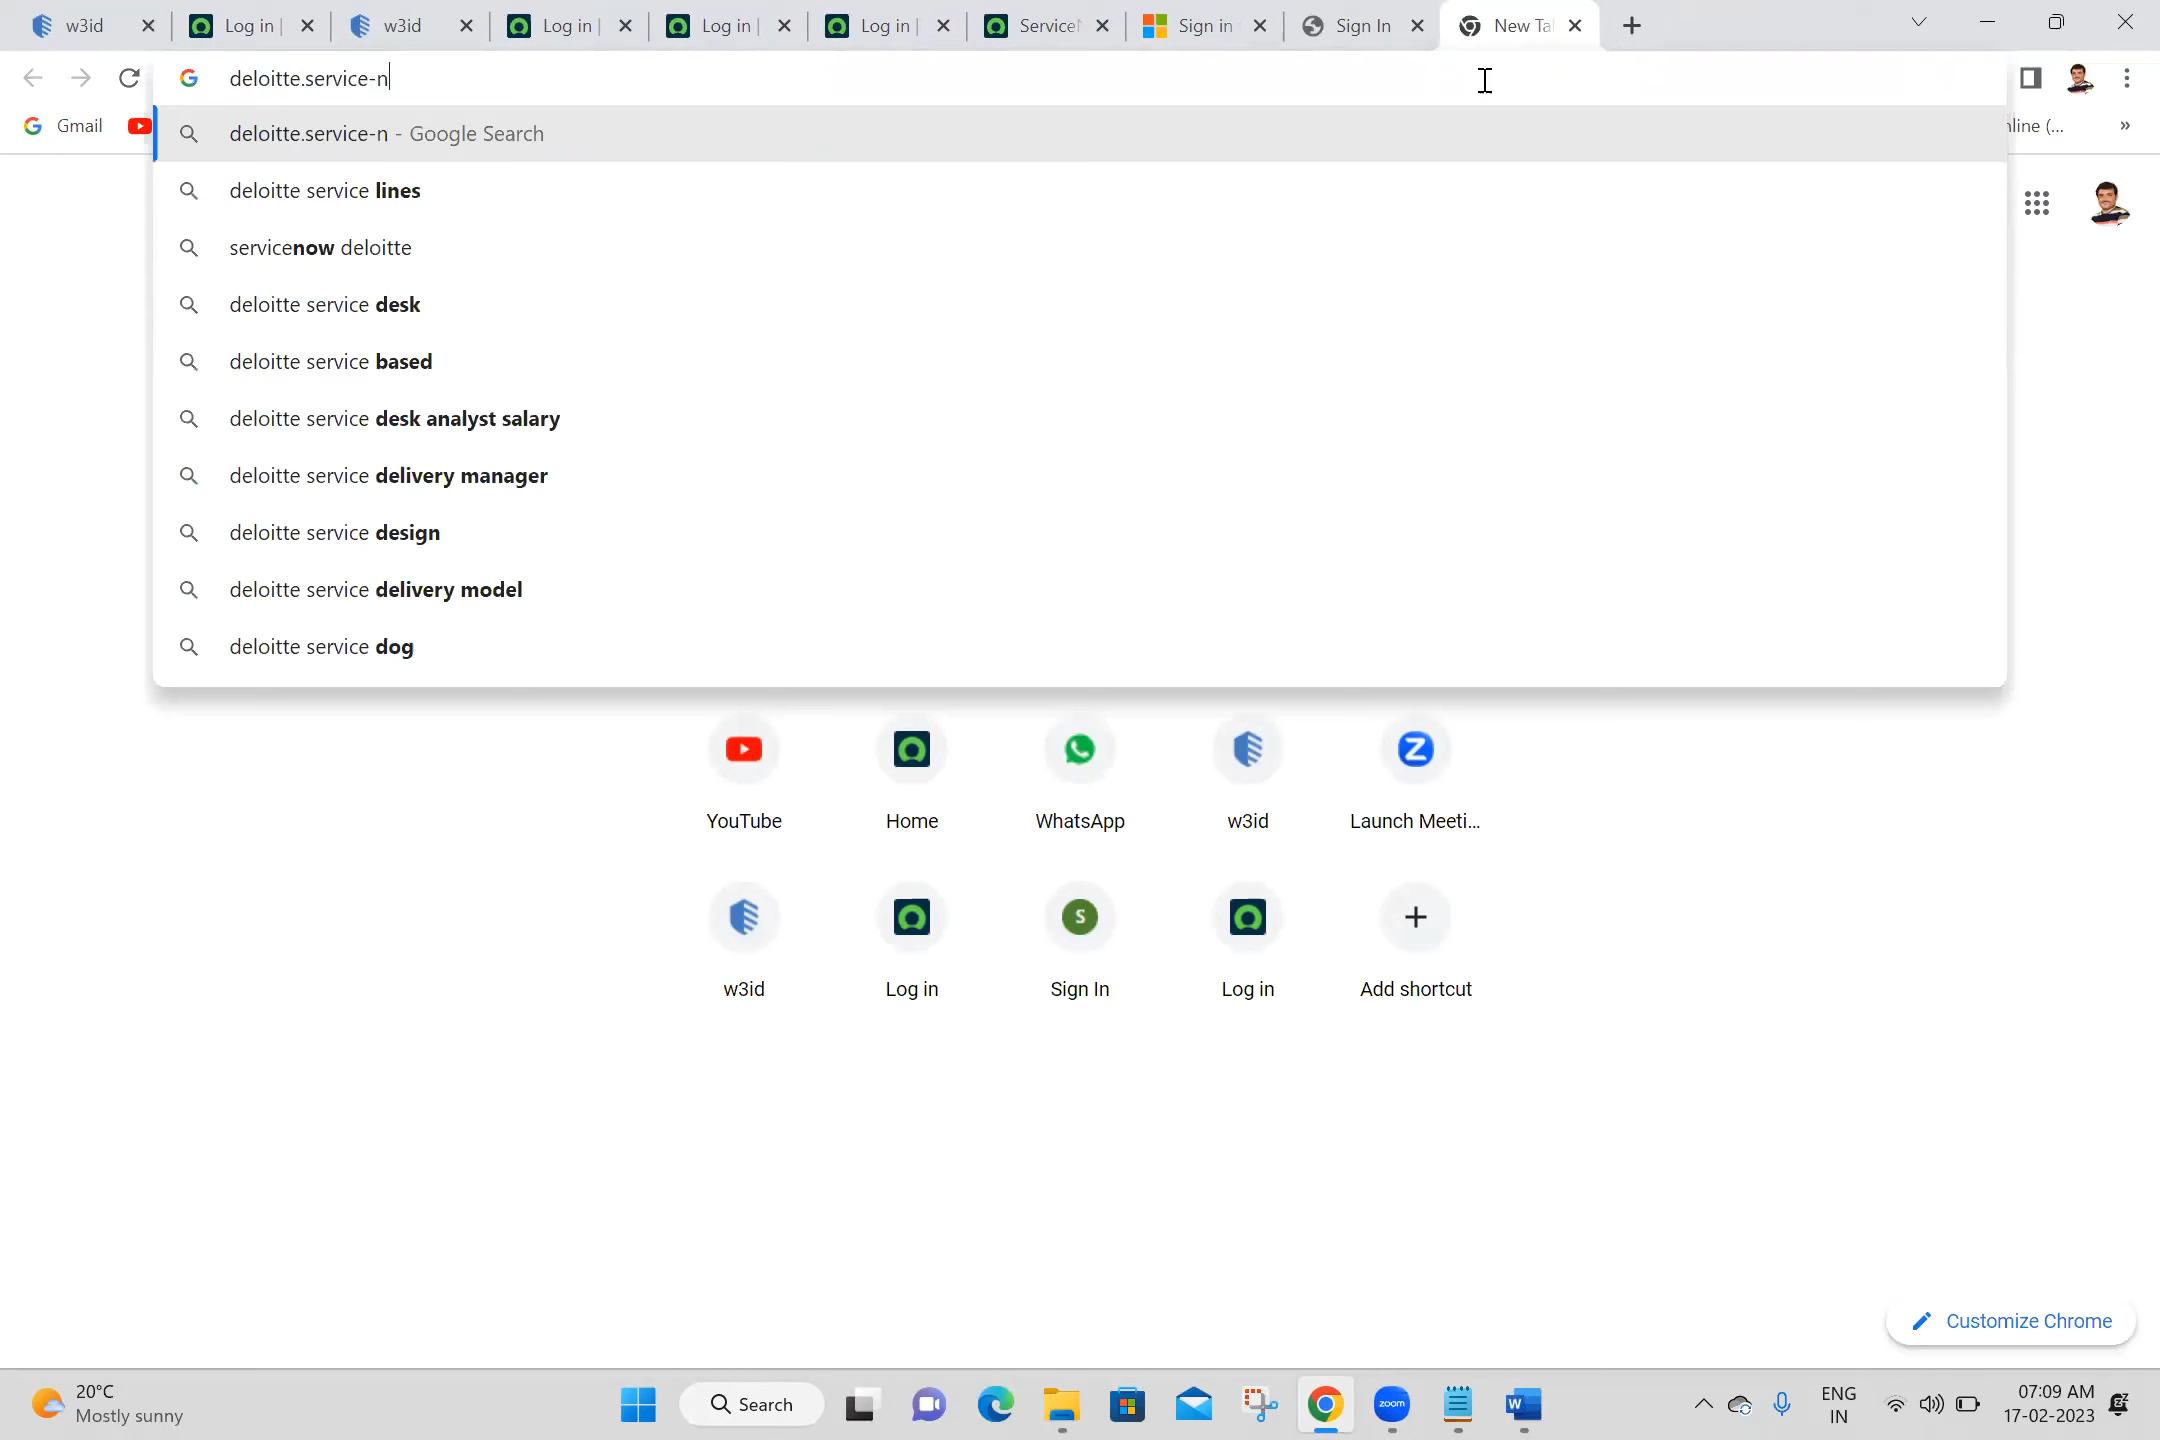 w3id
Log in |
w3id
Log in |
Log in |
Log in |
Service
Sign in
Sign In
New Ta
deloitte.service-n
Gmail
nline (...
»
deloitte.service-n - Google Search
deloitte service lines
servicenow deloitte
deloitte service desk
deloitte service based
deloitte service desk analyst salary
deloitte service delivery manager
deloitte service design
deloitte service delivery model
deloitte service dog
YouTube
Home
WhatsApp
w3id
Launch Meeti...
w3id
Log in
Sign In
Log in
Add shortcut
Customize Chrome
20°C
Mostly sunny
Search
zoom
ENG
IN
07:09 AM
17-02-2023